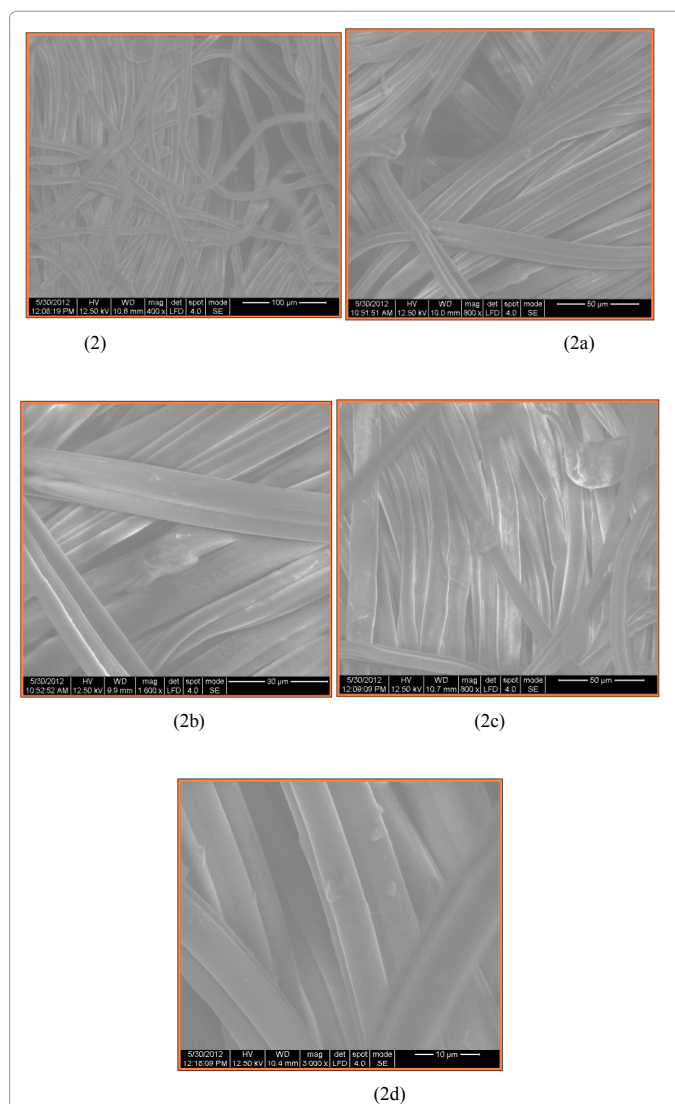 5/30/2012 HV WD mag det spot mode 100 µm
12:08:19 PM 12.50 kV 10.6 mm 400 x LFD 4.0 SE
5/30/2012 HV WD mag det spot mode 50 µm
10:51:51 AM 12.50 kV 10.0 mm 800 x LFD 4.0 SE
(2)
(2a)
5/30/2012 HV WD mag det spot mode 30 µm
10:52:52 AM 12.50 kV 9.9 mm 1 600 x LFD 4.0 SE
5/30/2012 HV WD mag det spot mode 50 µm
12:09:09 PM 12.50 kV 10.7 mm 800 x LFD 4.0 SE
(2b)
(2c)
5/30/2012 HV WD mag det spot mode 10 µm
12:16:09 PM 12.50 kV 10.4 mm 3 000 x LFD 4.0 SE
(2d)